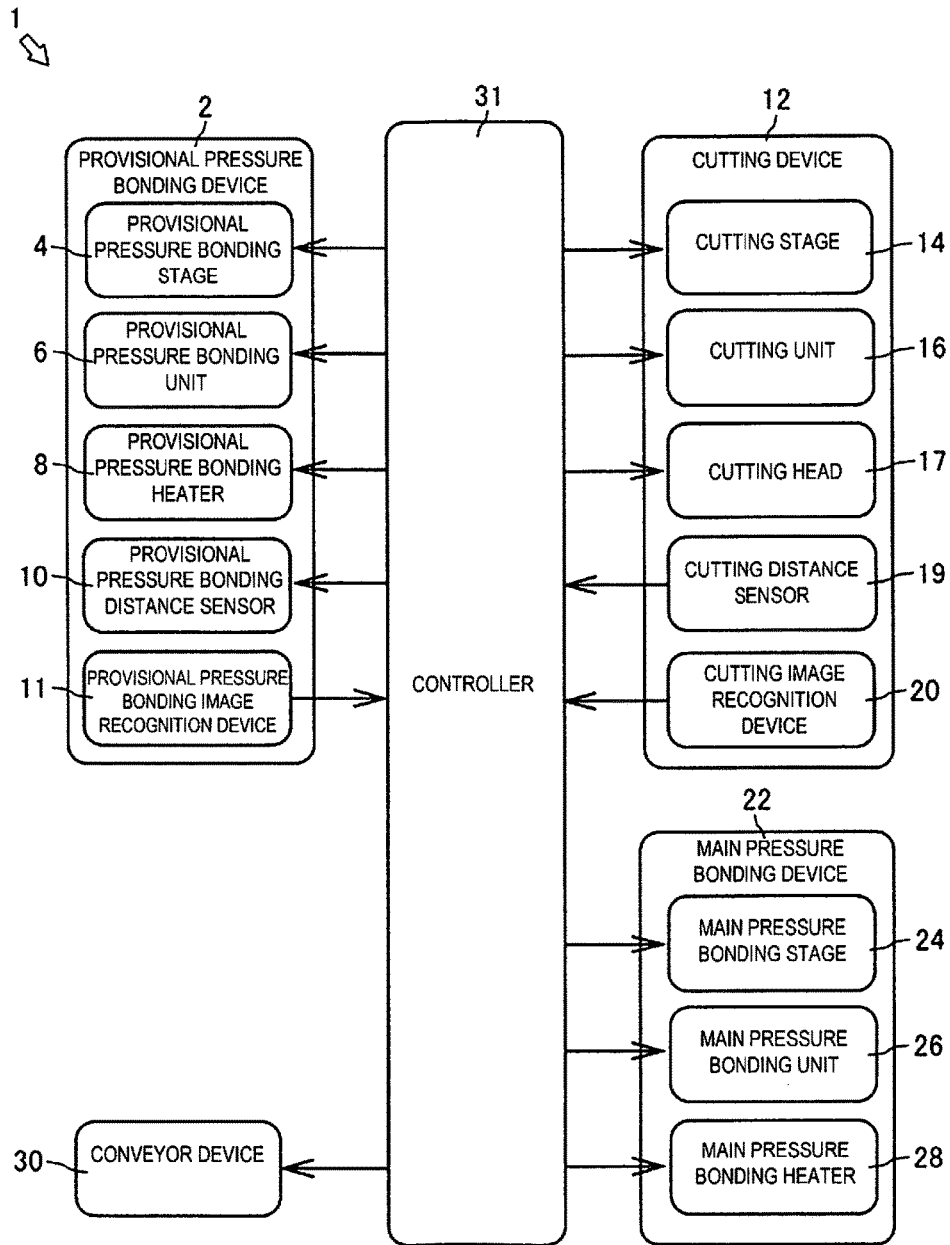 1
2
PROVISIONAL PRESSURE
BONDING DEVICE
4
PROVISIONAL
PRESSURE BONDING
STAGE
6
PROVISIONAL
PRESSURE BONDING
UNIT
8
PROVISIONAL
PRESSURE BONDING
HEATER
10
PROVISIONAL
PRESSURE BONDING
DISTANCE SENSOR
11
PROVISIONAL PRESSURE
BONDING IMAGE
RECOGNITION DEVICE
30
CONVEYOR DEVICE
31
CONTROLLER
12
CUTTING DEVICE
CUTTING STAGE
14
CUTTING UNIT
16
CUTTING HEAD
17
CUTTING DISTANCE
SENSOR
19
CUTTING IMAGE
RECOGNITION
DEVICE
20
22
MAIN PRESSURE
BONDING DEVICE
MAIN PRESSURE
BONDING STAGE
24
MAIN PRESSURE
BONDING UNIT
26
MAIN PRESSURE
BONDING HEATER
28